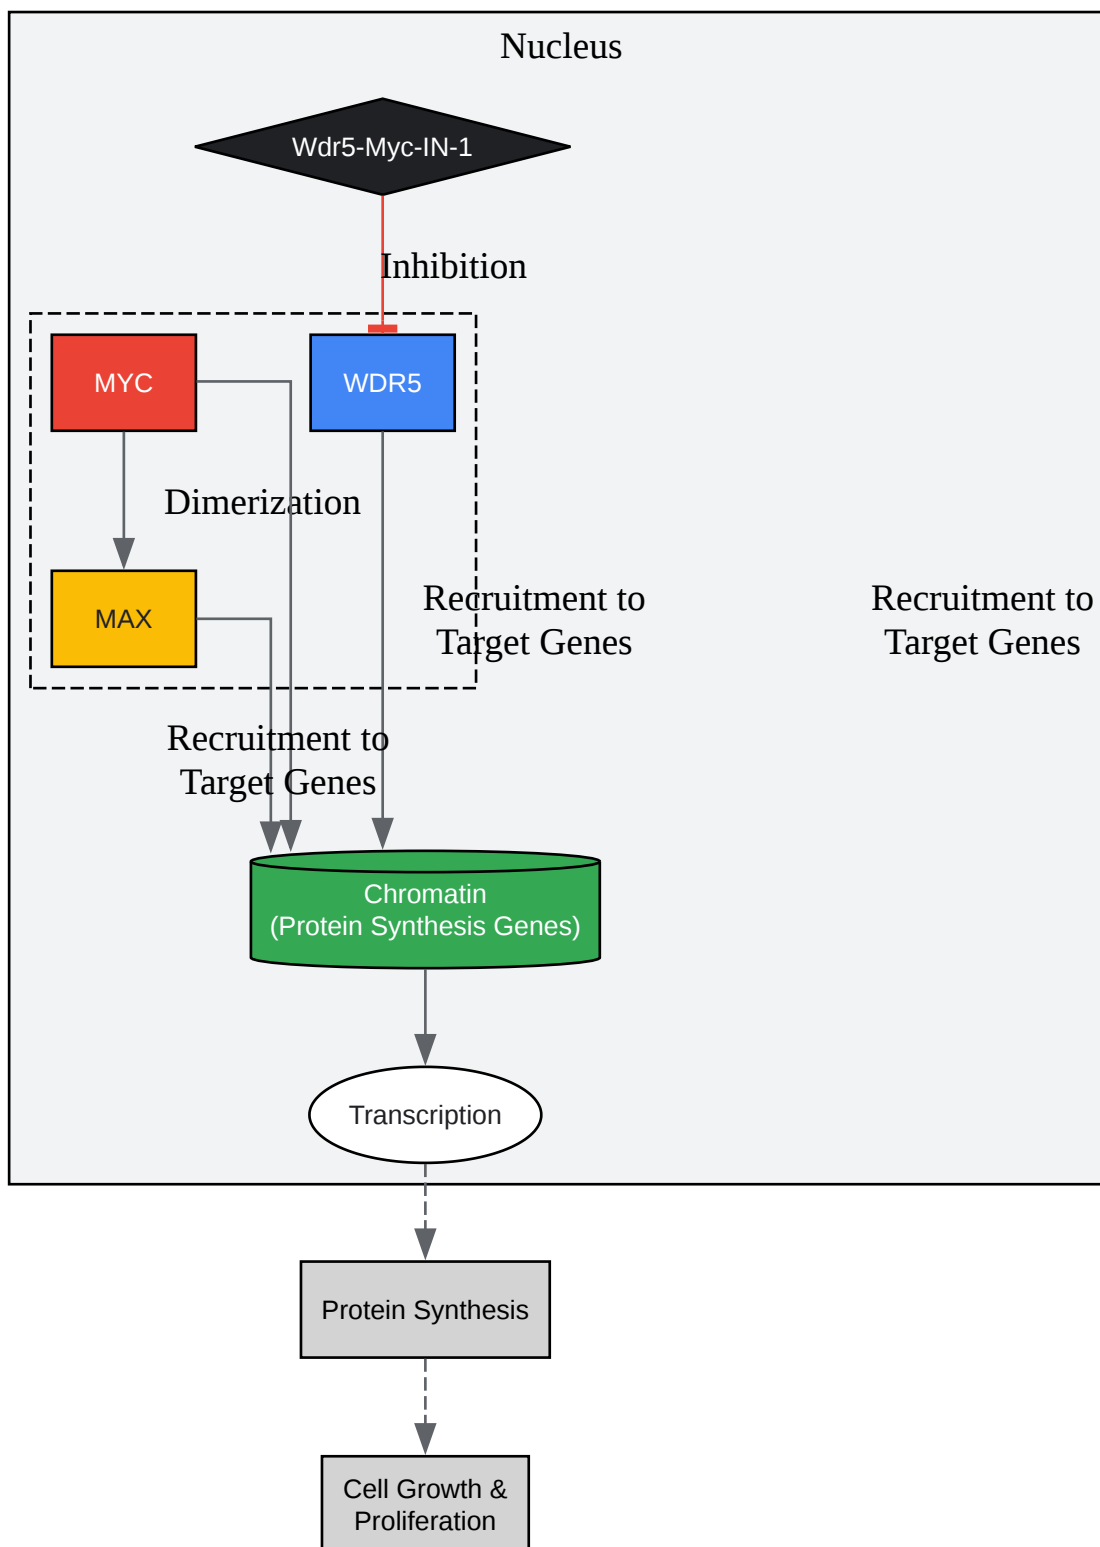 Nucleus
Wdr5-Myc-IN-1
Inhibition
MYC
WDR5
Dimerization
MAX
Recruitment to
Target Genes
Recruitment to
Target Genes
Recruitment to
Target Genes
Chromatin
(Protein Synthesis Genes)
Transcription
Protein Synthesis
Cell Growth &
Proliferation